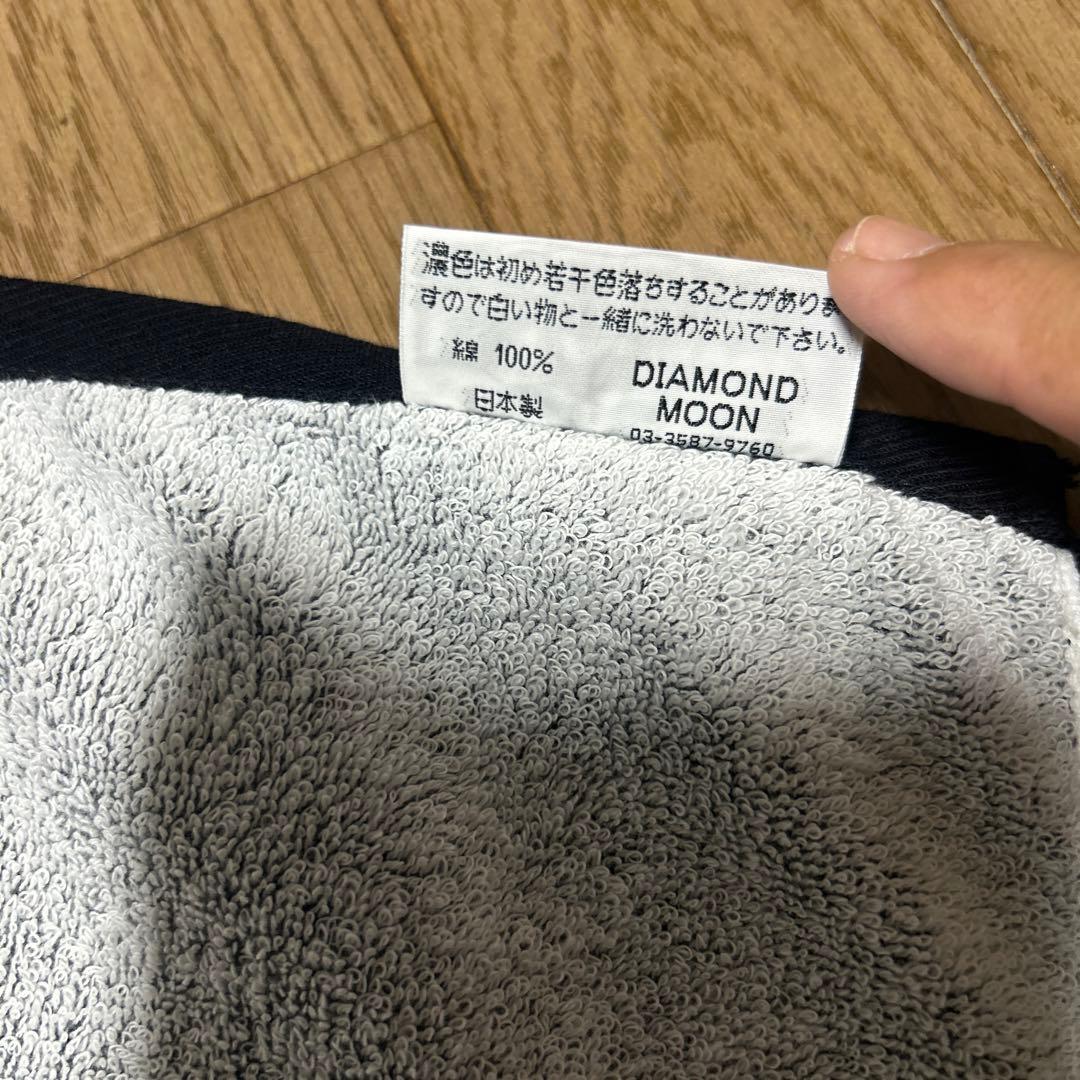 濃色は初め若干色落ちすることがありま
すので白い物と一緒に洗わないで下さい。
綿 100%
日本製
DIAMOND
MOON
03-3587-9760